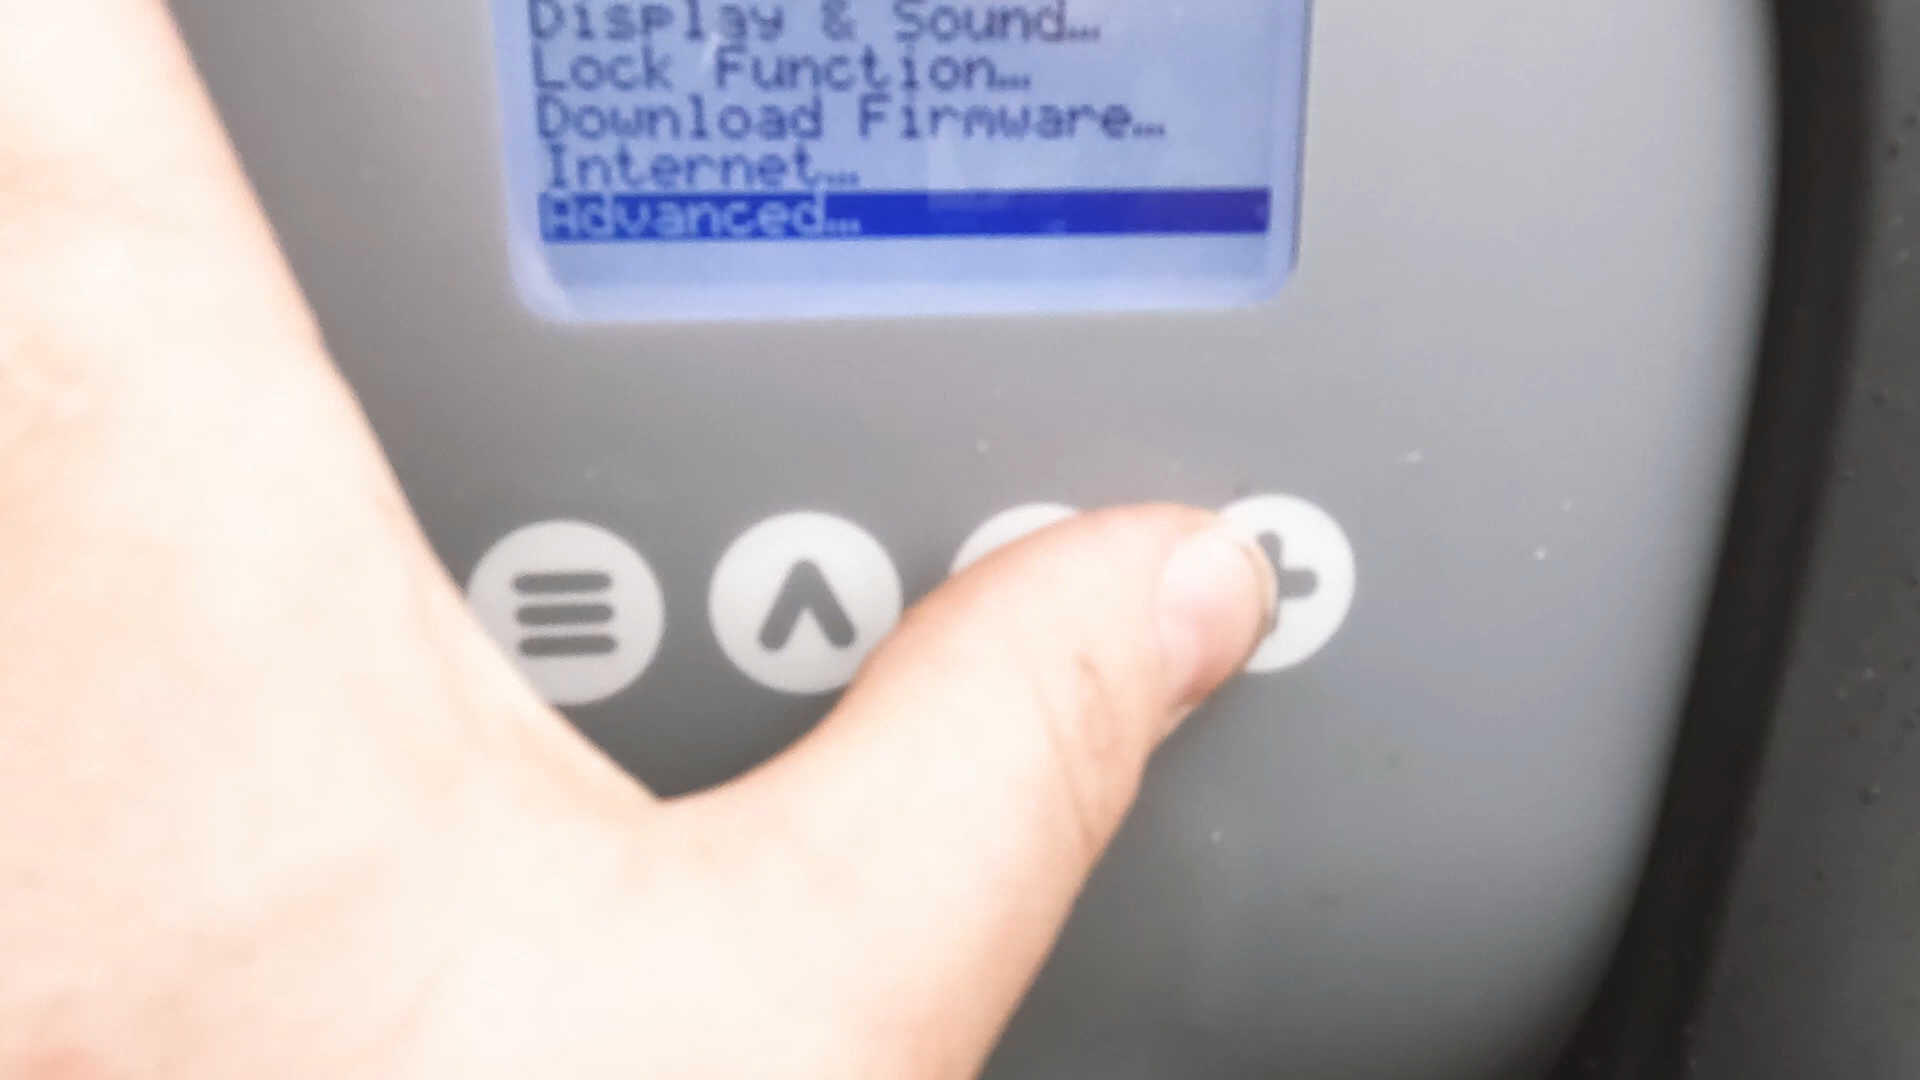 Display & Sound...
Lock Function...
Download Firmware...
Internet...
Advanced...